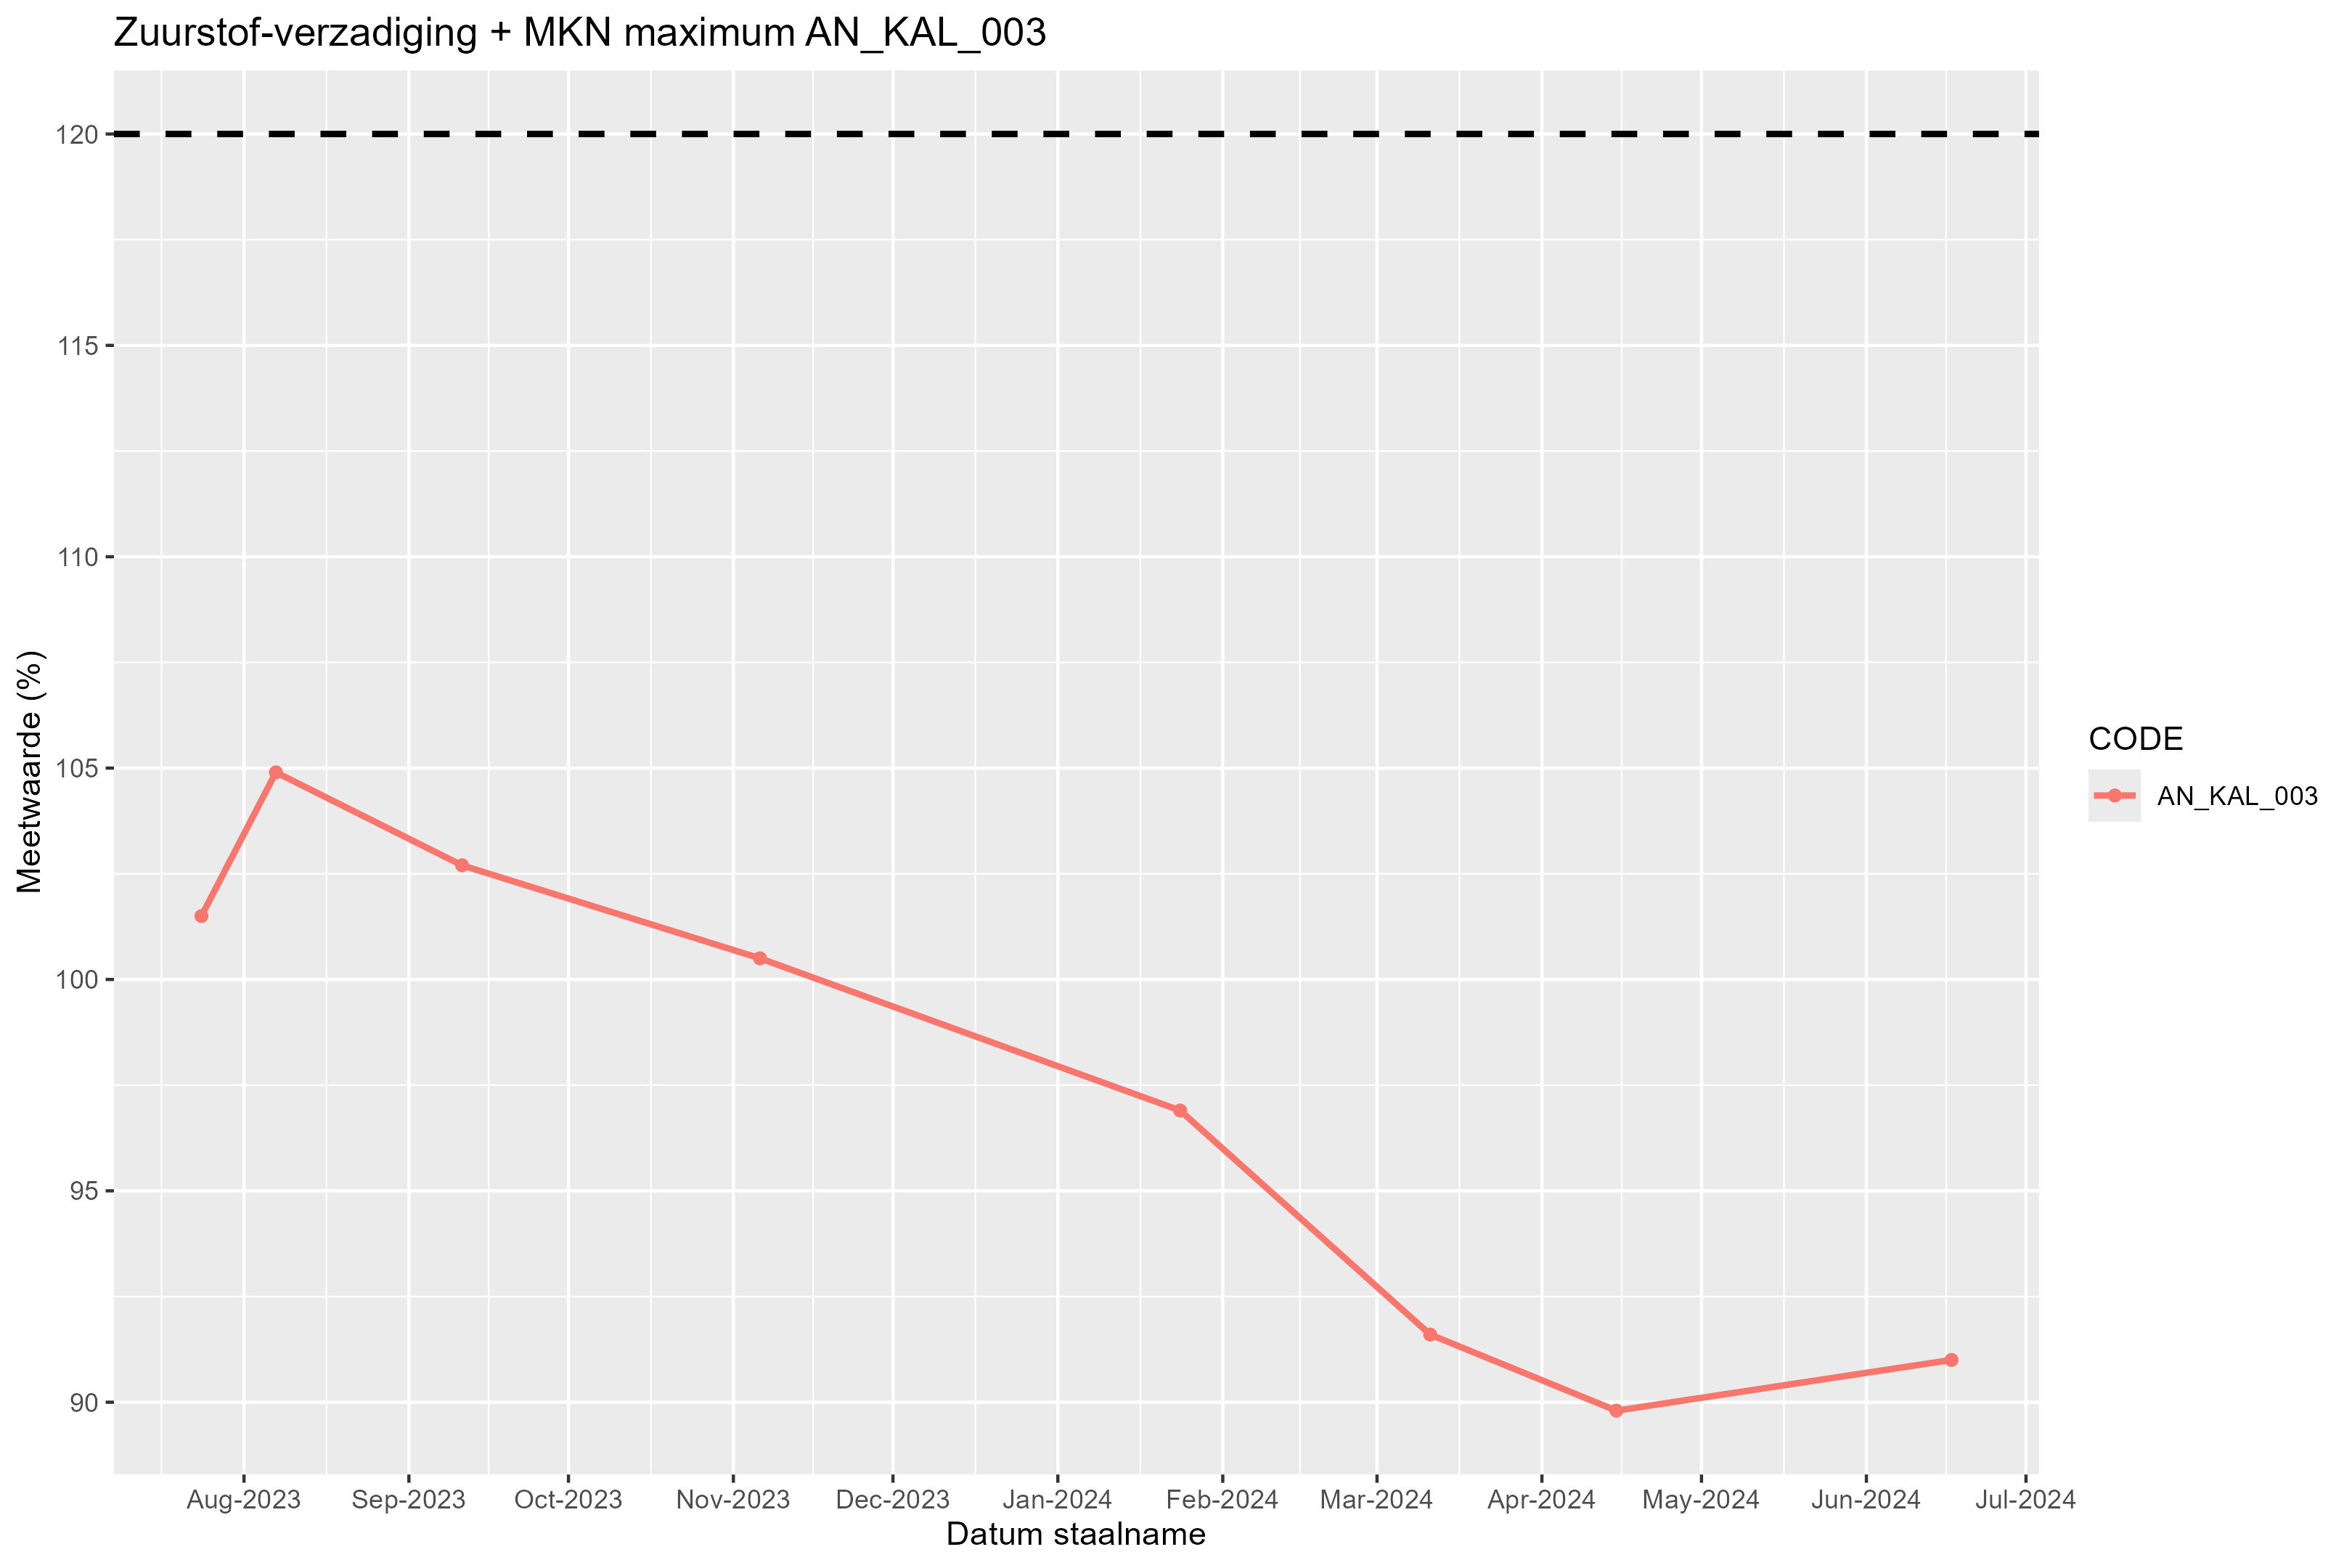 Zuurstof-verzadiging + MKN maximum AN_KAL_003
Meetwaarde (%)
120
115
110
105
100
95
90
Aug-2023 Sep-2023 Oct-2023 Nov-2023 Dec-2023 Jan-2024 Feb-2024 Mar-2024 Apr-2024 May-2024 Jun-2024 Jul-2024
Datum staalname
CODE
AN_KAL_003